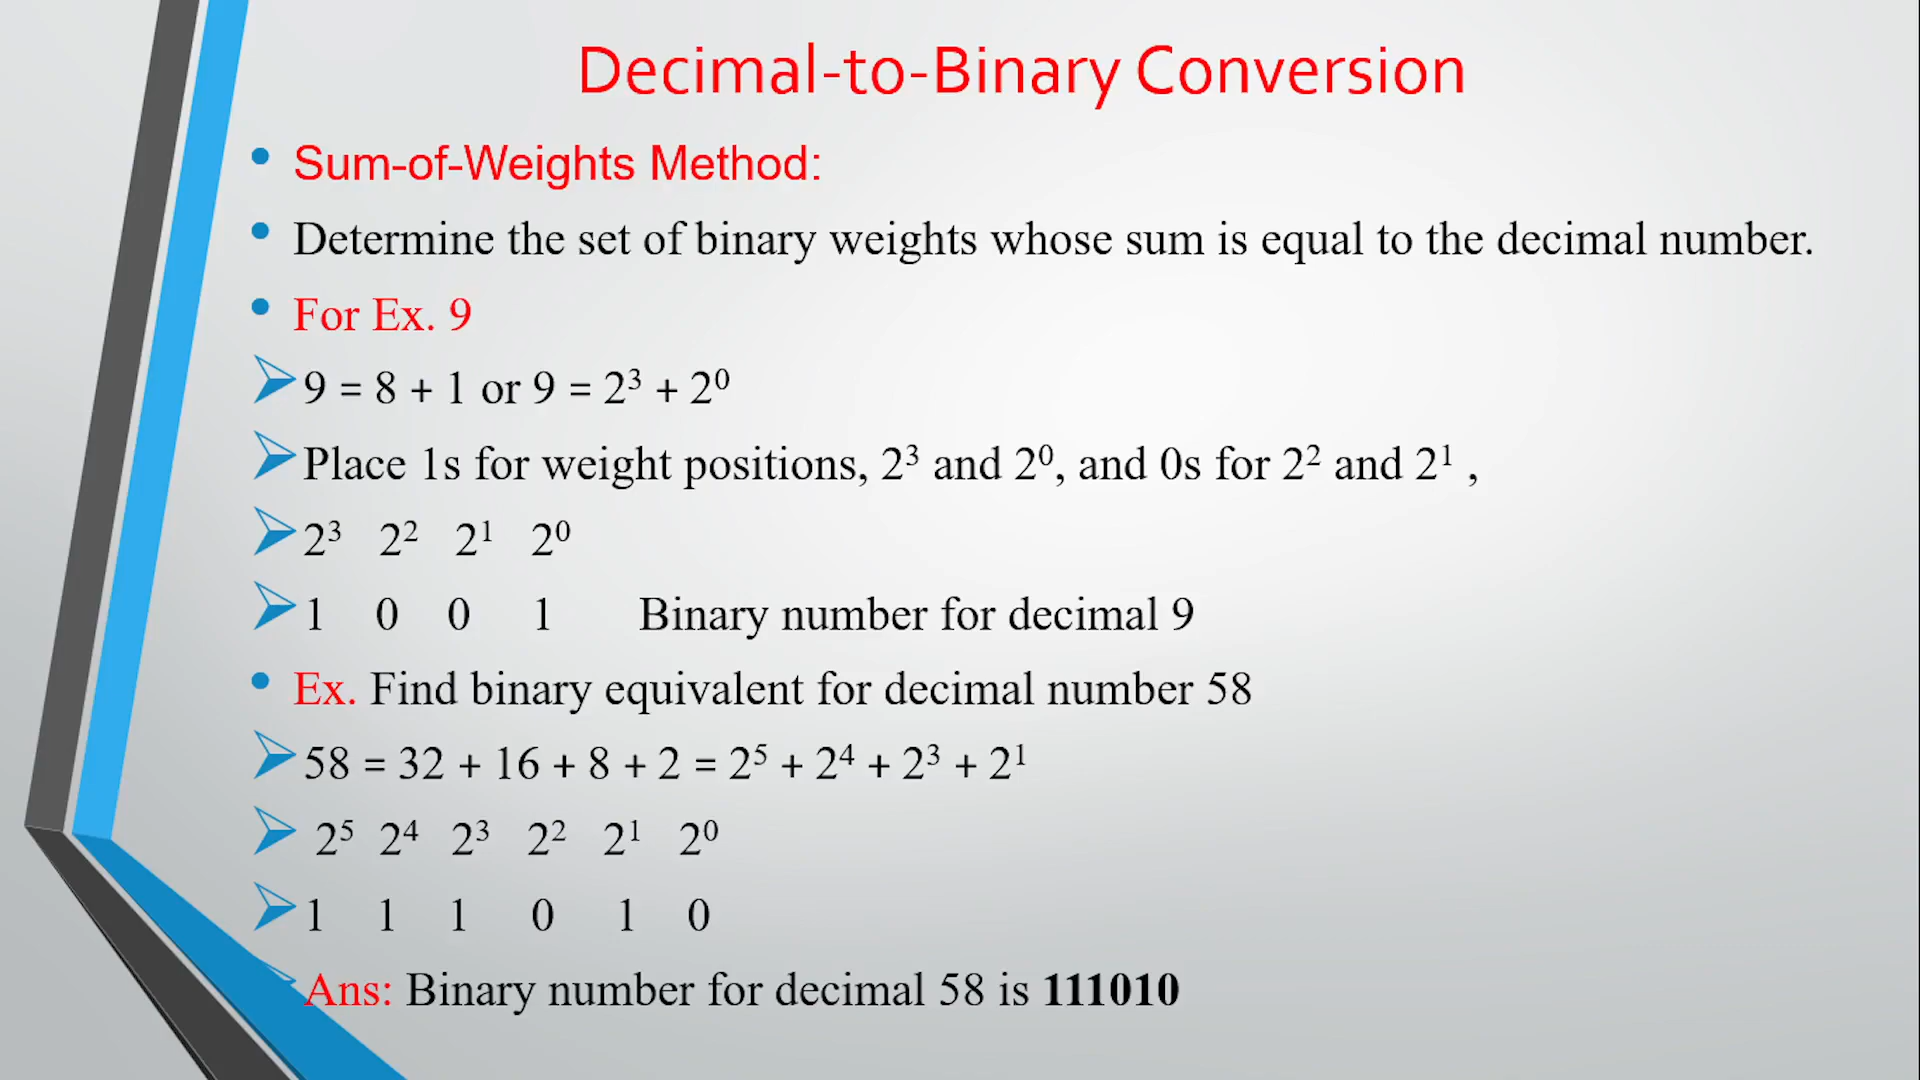 Decimal-to-Binary Conversion
Sum-of-Weights Method:
Determine the set of binary weights whose sum is equal to the decimal number.
For Ex. 9
9 = 8 + 1 or 9 = 2³ + 2⁰
Place 1s for weight positions, 2³ and 2⁰, and 0s for 2² and 2¹ ,
2³ 2² 2¹ 2⁰
1 0 0 1 Binary number for decimal 9
Ex. Find binary equivalent for decimal number 58
58 = 32 + 16 + 8 + 2 = 2⁵ + 2⁴ + 2³ + 2¹
2⁵ 2⁴ 2³ 2² 2¹ 2⁰
1 1 1 0 1 0
Ans: Binary number for decimal 58 is 111010